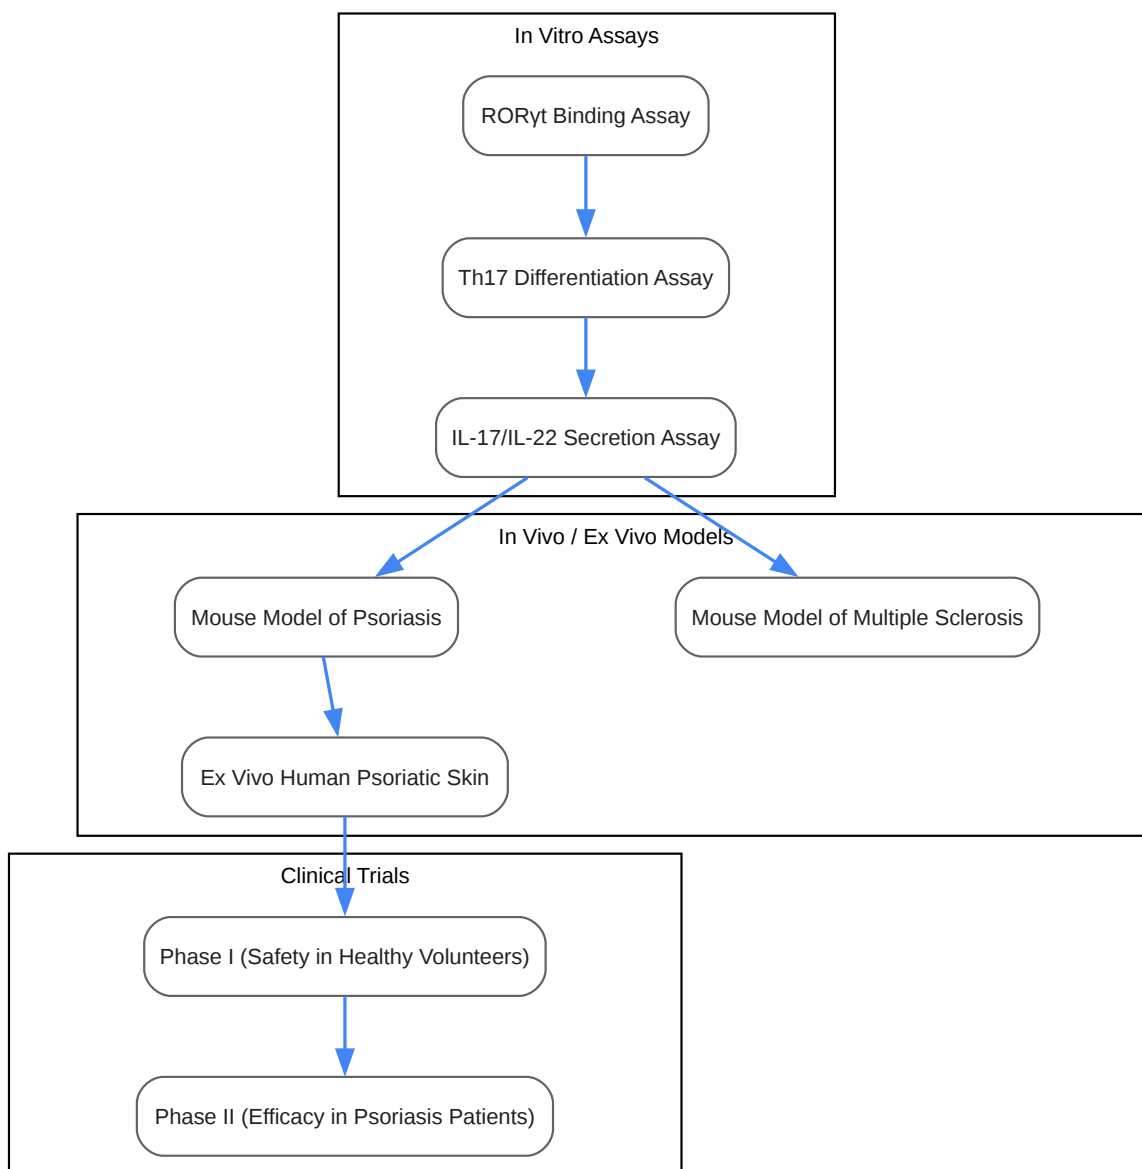 In Vitro Assays
RORγt Binding Assay
Th17 Differentiation Assay
IL-17/IL-22 Secretion Assay
In Vivo / Ex Vivo Models
Mouse Model of Psoriasis
Mouse Model of Multiple Sclerosis
Ex Vivo Human Psoriatic Skin
Clinical Trials
Phase I (Safety in Healthy Volunteers)
Phase II (Efficacy in Psoriasis Patients)